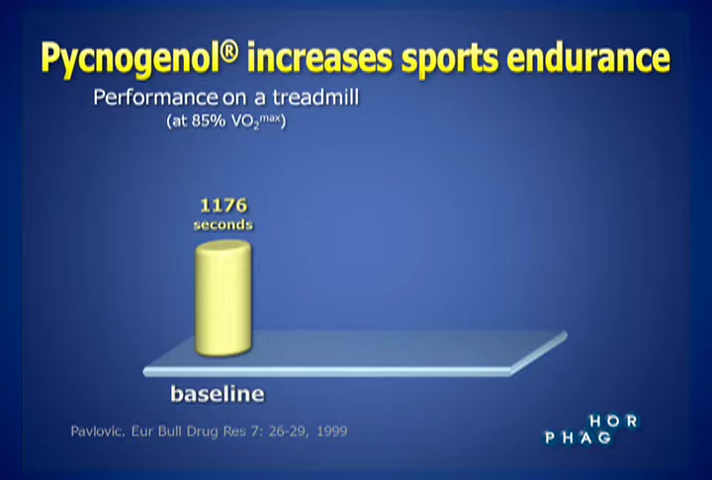 Pycnogenol® increases sports endurance
Performance on a treadmill
(at 85% VO₂ᵐᵃˣ)
1176
seconds
baseline
Pavlovic. Eur Bull Drug Res 7: 26-29, 1999
HOR
PHAG